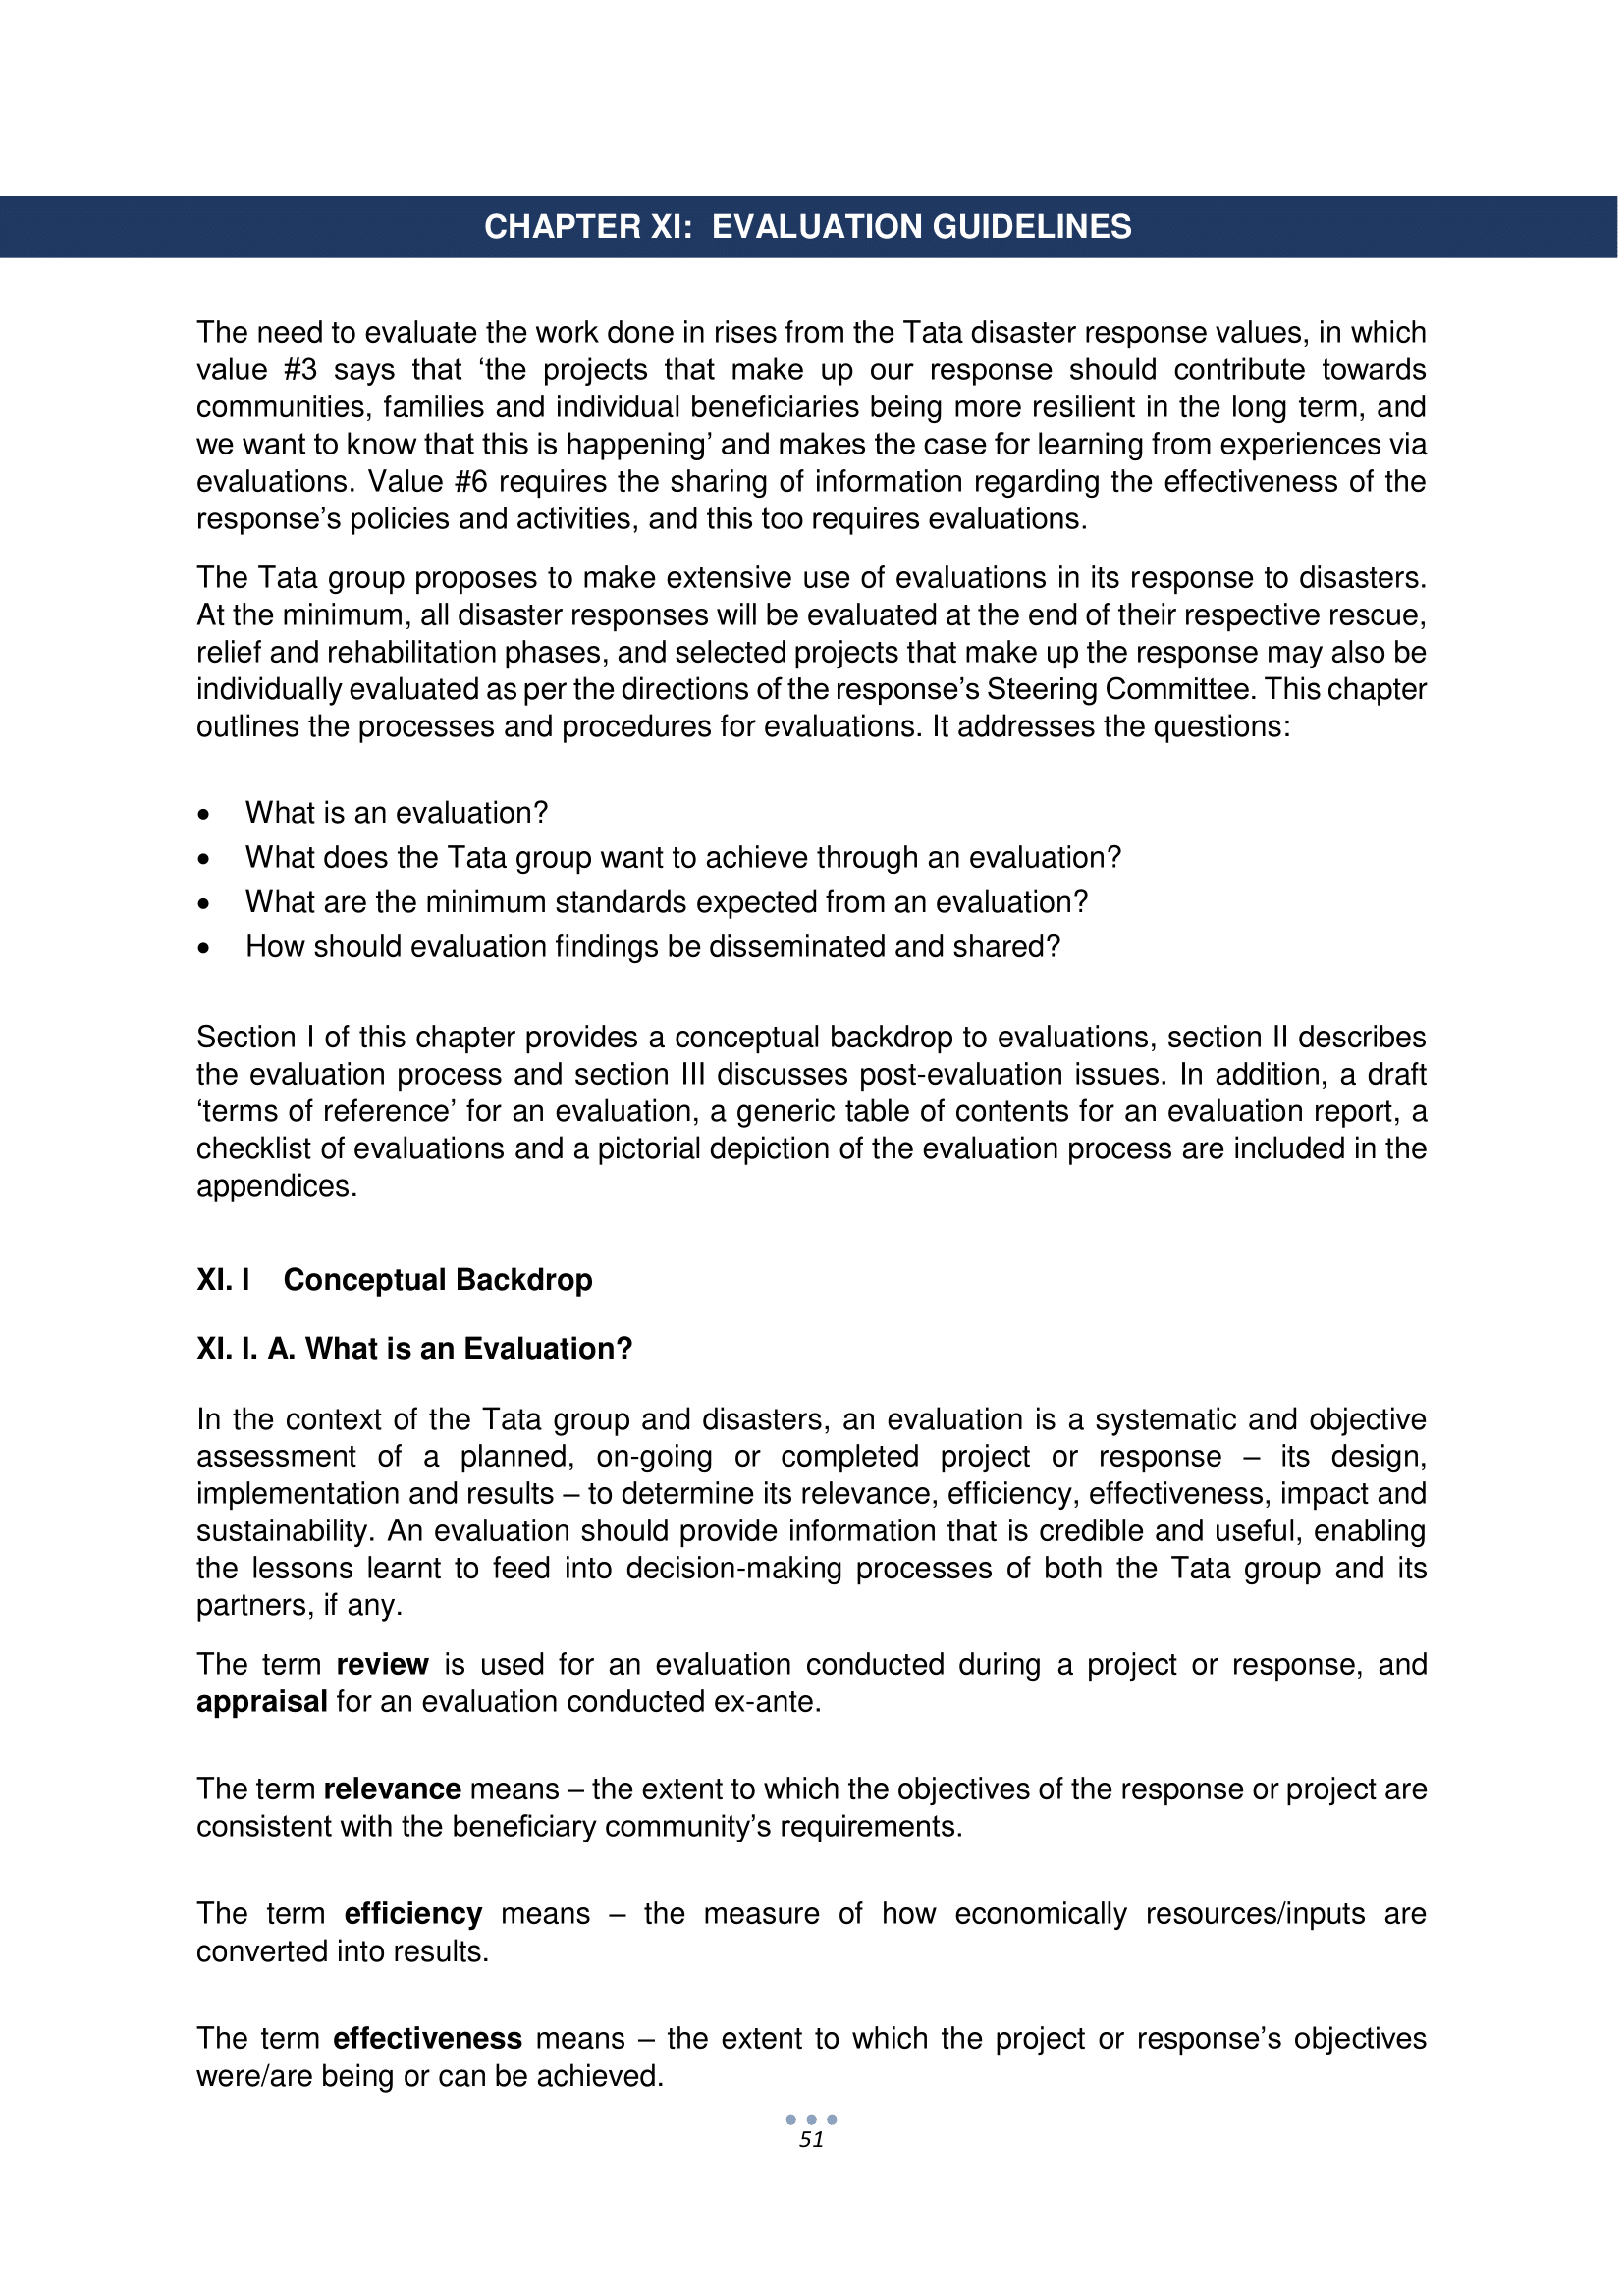 CHAPTER XI:  EVALUATION GUIDELINES
The need to evaluate the work done in rises from the Tata disaster response values, in which
value #3 says that ‘the projects that make up our response should contribute towards
communities, families and individual beneficiaries being more resilient in the long term, and
we want to know that this is happening’ and makes the case for learning from experiences via
evaluations. Value #6 requires the sharing of information regarding the effectiveness of the
response’s policies and activities, and this too requires evaluations.
The Tata group proposes to make extensive use of evaluations in its response to disasters.
At the minimum, all disaster responses will be evaluated at the end of their respective rescue,
relief and rehabilitation phases, and selected projects that make up the response may also be
individually evaluated as per the directions of the response’s Steering Committee. This chapter
outlines the processes and procedures for evaluations. It addresses the questions:
• What is an evaluation?
• What does the Tata group want to achieve through an evaluation?
• What are the minimum standards expected from an evaluation?
• How should evaluation findings be disseminated and shared?
Section I of this chapter provides a conceptual backdrop to evaluations, section II describes
the evaluation process and section III discusses post-evaluation issues. In addition, a draft
‘terms of reference’ for an evaluation, a generic table of contents for an evaluation report, a
checklist of evaluations and a pictorial depiction of the evaluation process are included in the
appendices.
XI. I    Conceptual Backdrop
XI. I. A. What is an Evaluation?
In the context of the Tata group and disasters, an evaluation is a systematic and objective
assessment of a planned, on-going or completed project or response – its design,
implementation and results – to determine its relevance, efficiency, effectiveness, impact and
sustainability. An evaluation should provide information that is credible and useful, enabling
the lessons learnt to feed into decision-making processes of both the Tata group and its
partners, if any.
The term review is used for an evaluation conducted during a project or response, and
appraisal for an evaluation conducted ex-ante.
The term relevance means – the extent to which the objectives of the response or project are
consistent with the beneficiary community’s requirements.
The term efficiency means – the measure of how economically resources/inputs are
converted into results.
The term effectiveness means – the extent to which the project or response’s objectives
were/are being or can be achieved.
51